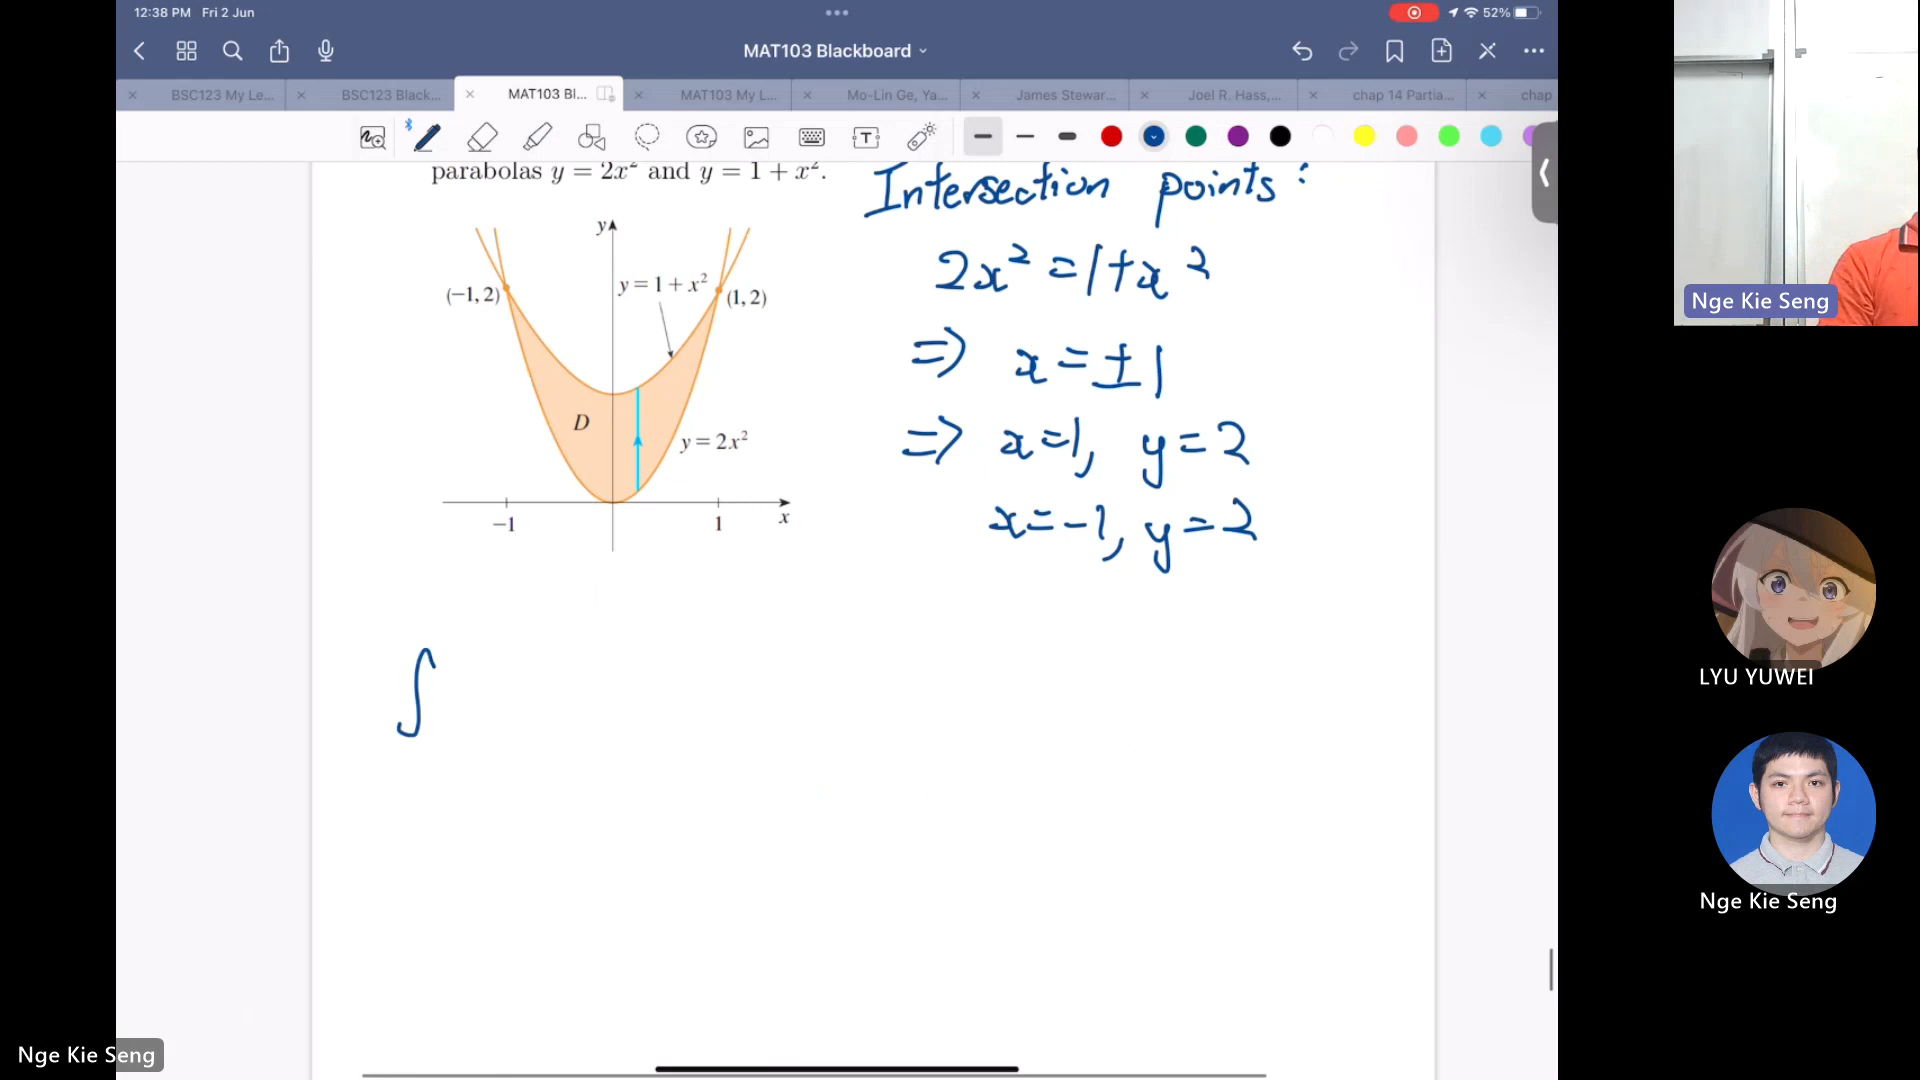 12:38 PM Fri 2 Jun
52%
MAT103 Blackboard
BSC123 My Le...
BSC123 Black...
MAT103 Bl...
MAT103 My L...
Mo-Lin Ge, Ya...
James Stewar...
Joel R. Hass,...
chap 14 Partia...
chap
parabolas y = 2x² and y = 1 + x².
y
y = 1 + x²
(−1, 2)
(1, 2)
D
y = 2x²
−1
1
x
Intersection points:
2x² = 1 + x²
⇒ x = ±1
⇒ x=1, y = 2
x = −1, y = 2
∫
Nge Kie Seng
LYU YUWEI
Nge Kie Seng
Nge Kie Seng